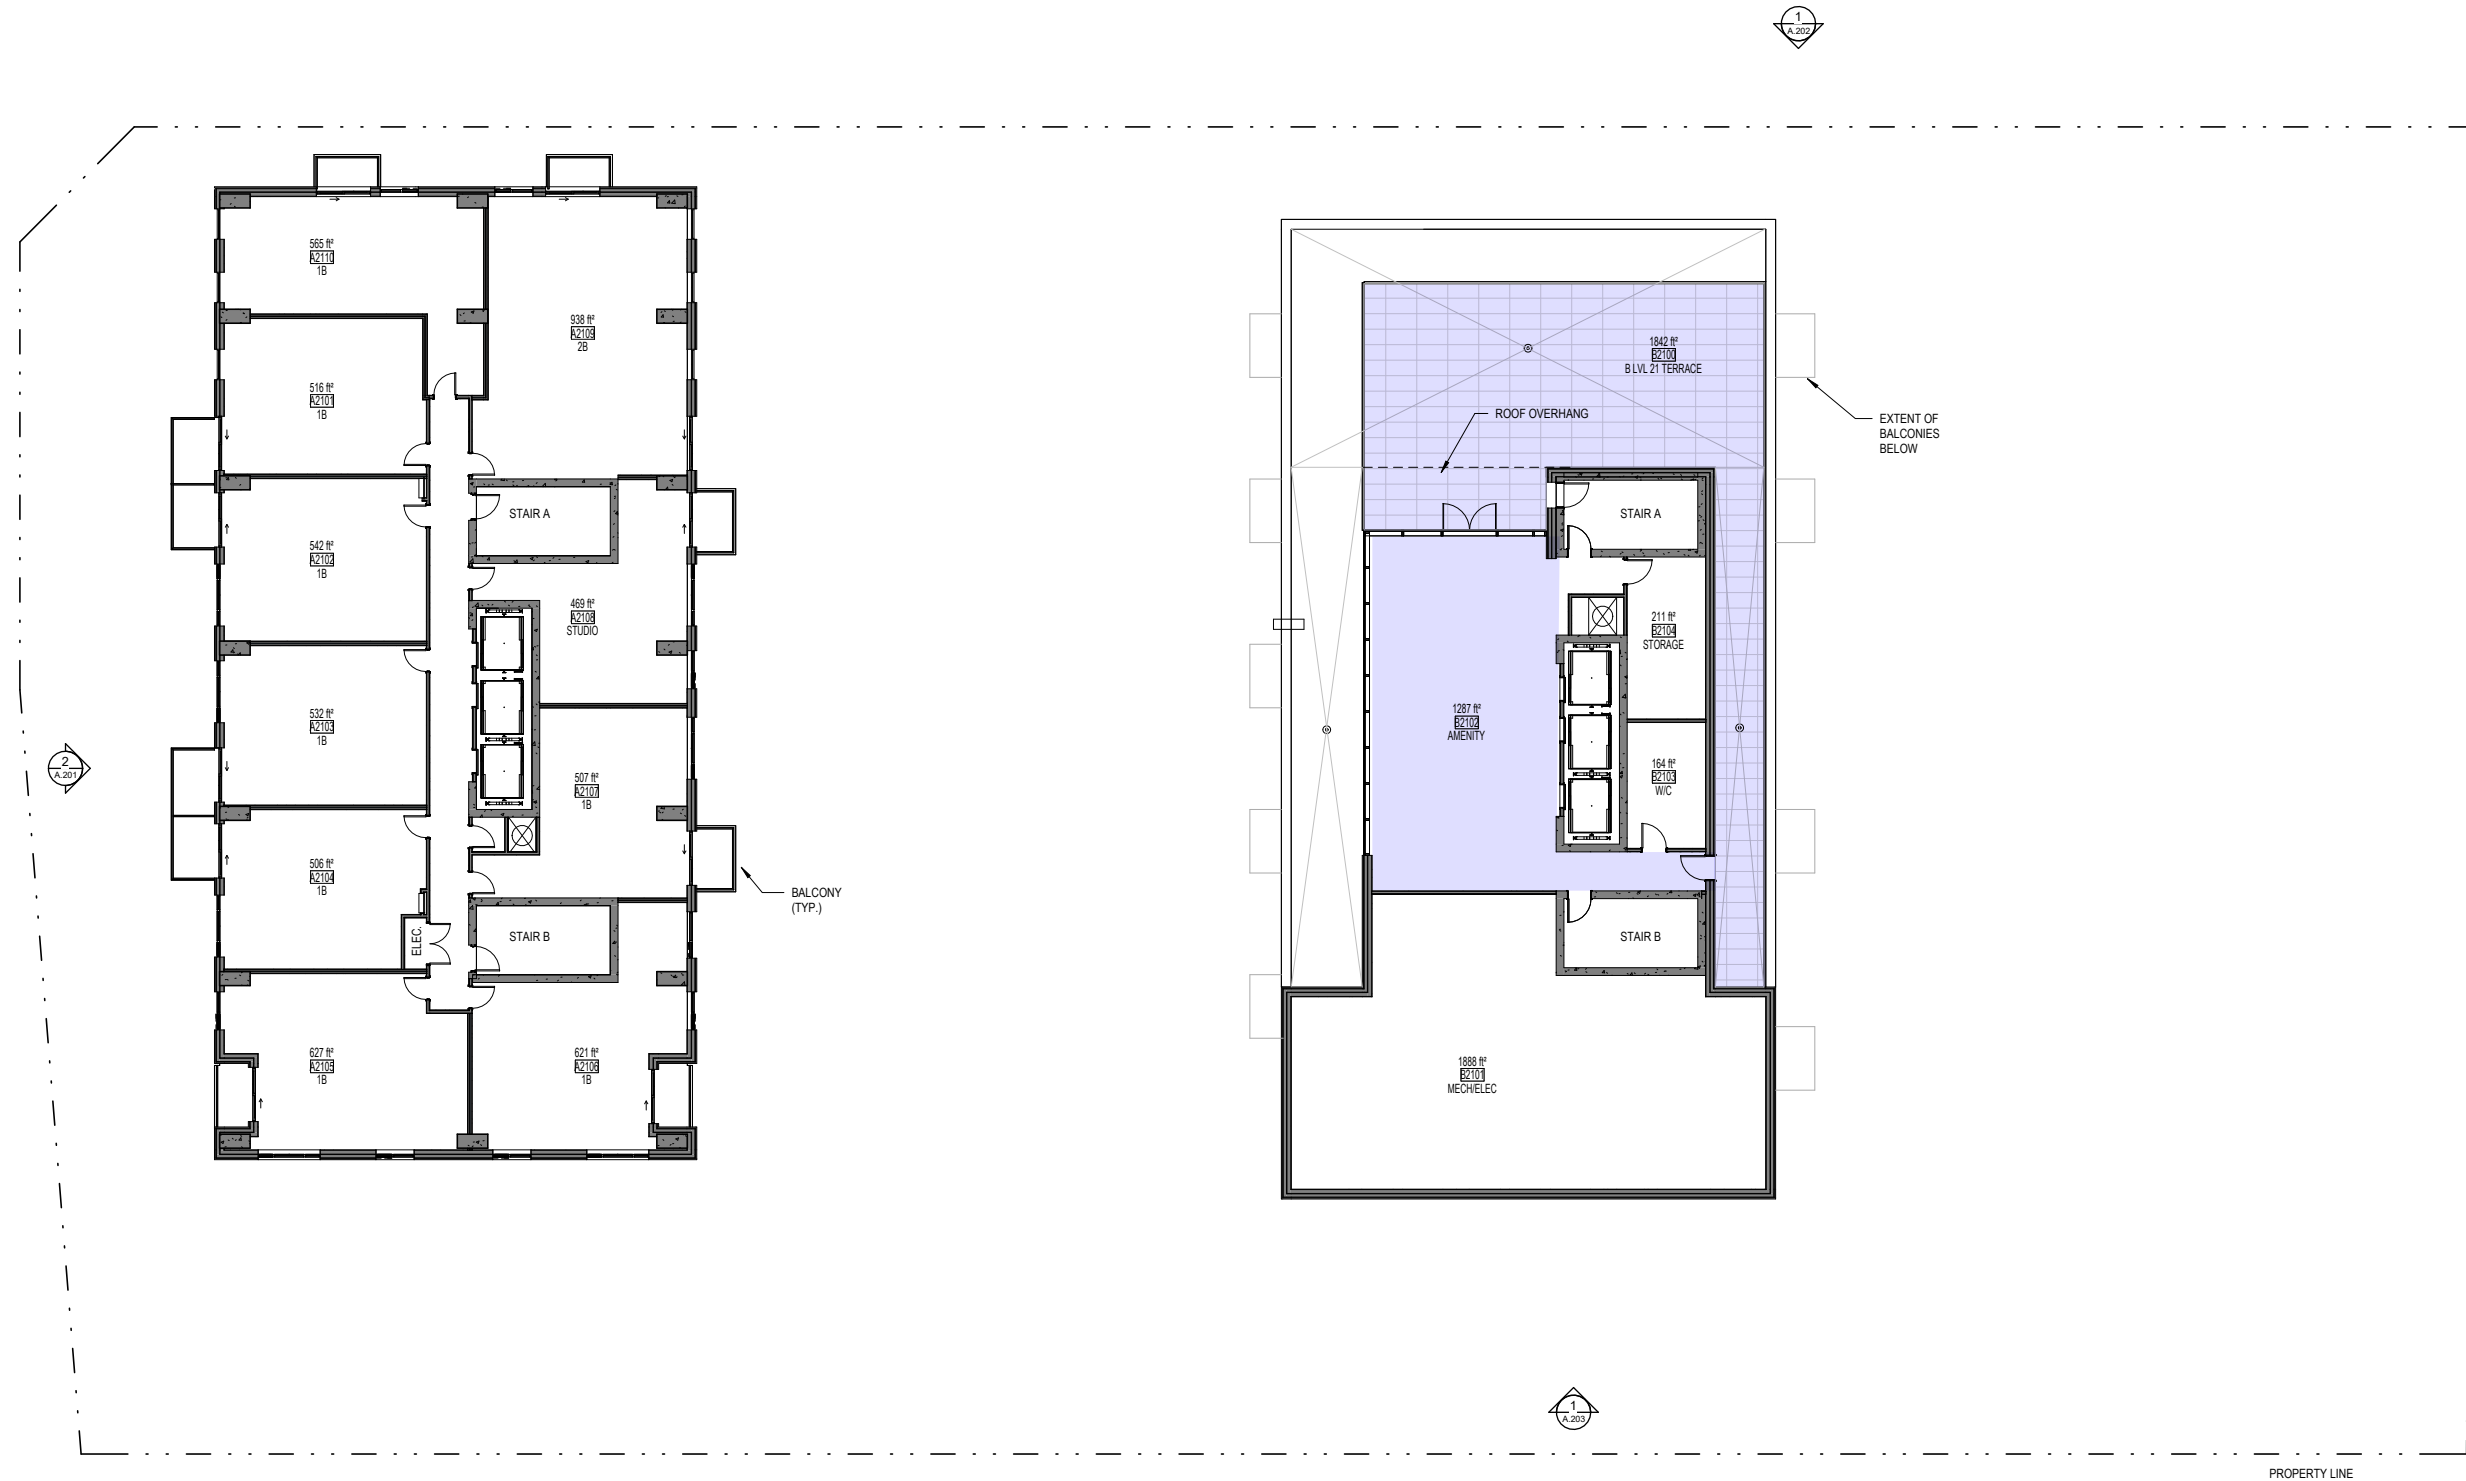 1
A.202
565 ft²
A2110
1B
938 ft²
A2109
2B
516 ft²
A2101
1B
STAIR A
542 ft²
A2102
1B
469 ft²
A2108
STUDIO
532 ft²
A2103
1B
507 ft²
A2107
1B
506 ft²
A2104
1B
ELEC.
STAIR B
627 ft²
A2105
1B
621 ft²
A2106
1B
2
A.201
BALCONY
(TYP.)
1842 ft²
B2100
B LVL 21 TERRACE
ROOF OVERHANG
EXTENT OF
BALCONIES
BELOW
STAIR A
211 ft²
B2104
STORAGE
1287 ft²
B2102
AMENITY
164 ft²
B2103
W/C
STAIR B
1888 ft²
B2101
MECH/ELEC
1
A.203
PROPERTY LINE